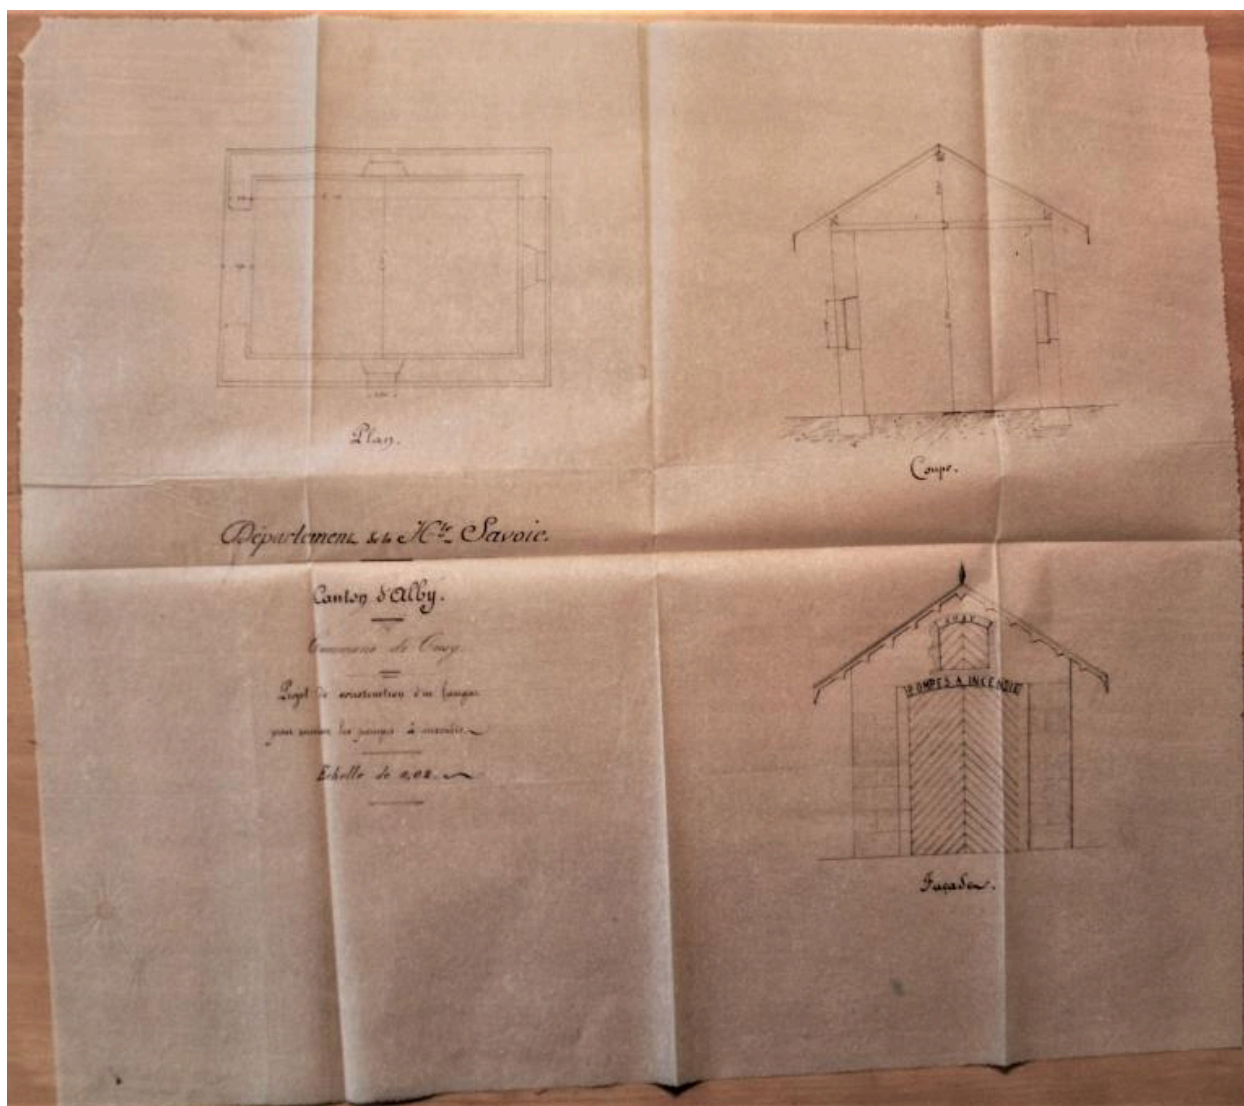 Plan.
Coupe.
Département de la Hte Savoie.
Canton d'Alby.
Commune de Cusy.
Projet de construction d'un hangar
pour remiser les pompes à incendie
Echelle de 0,02.
POMPES A INCENDIE
Façade.